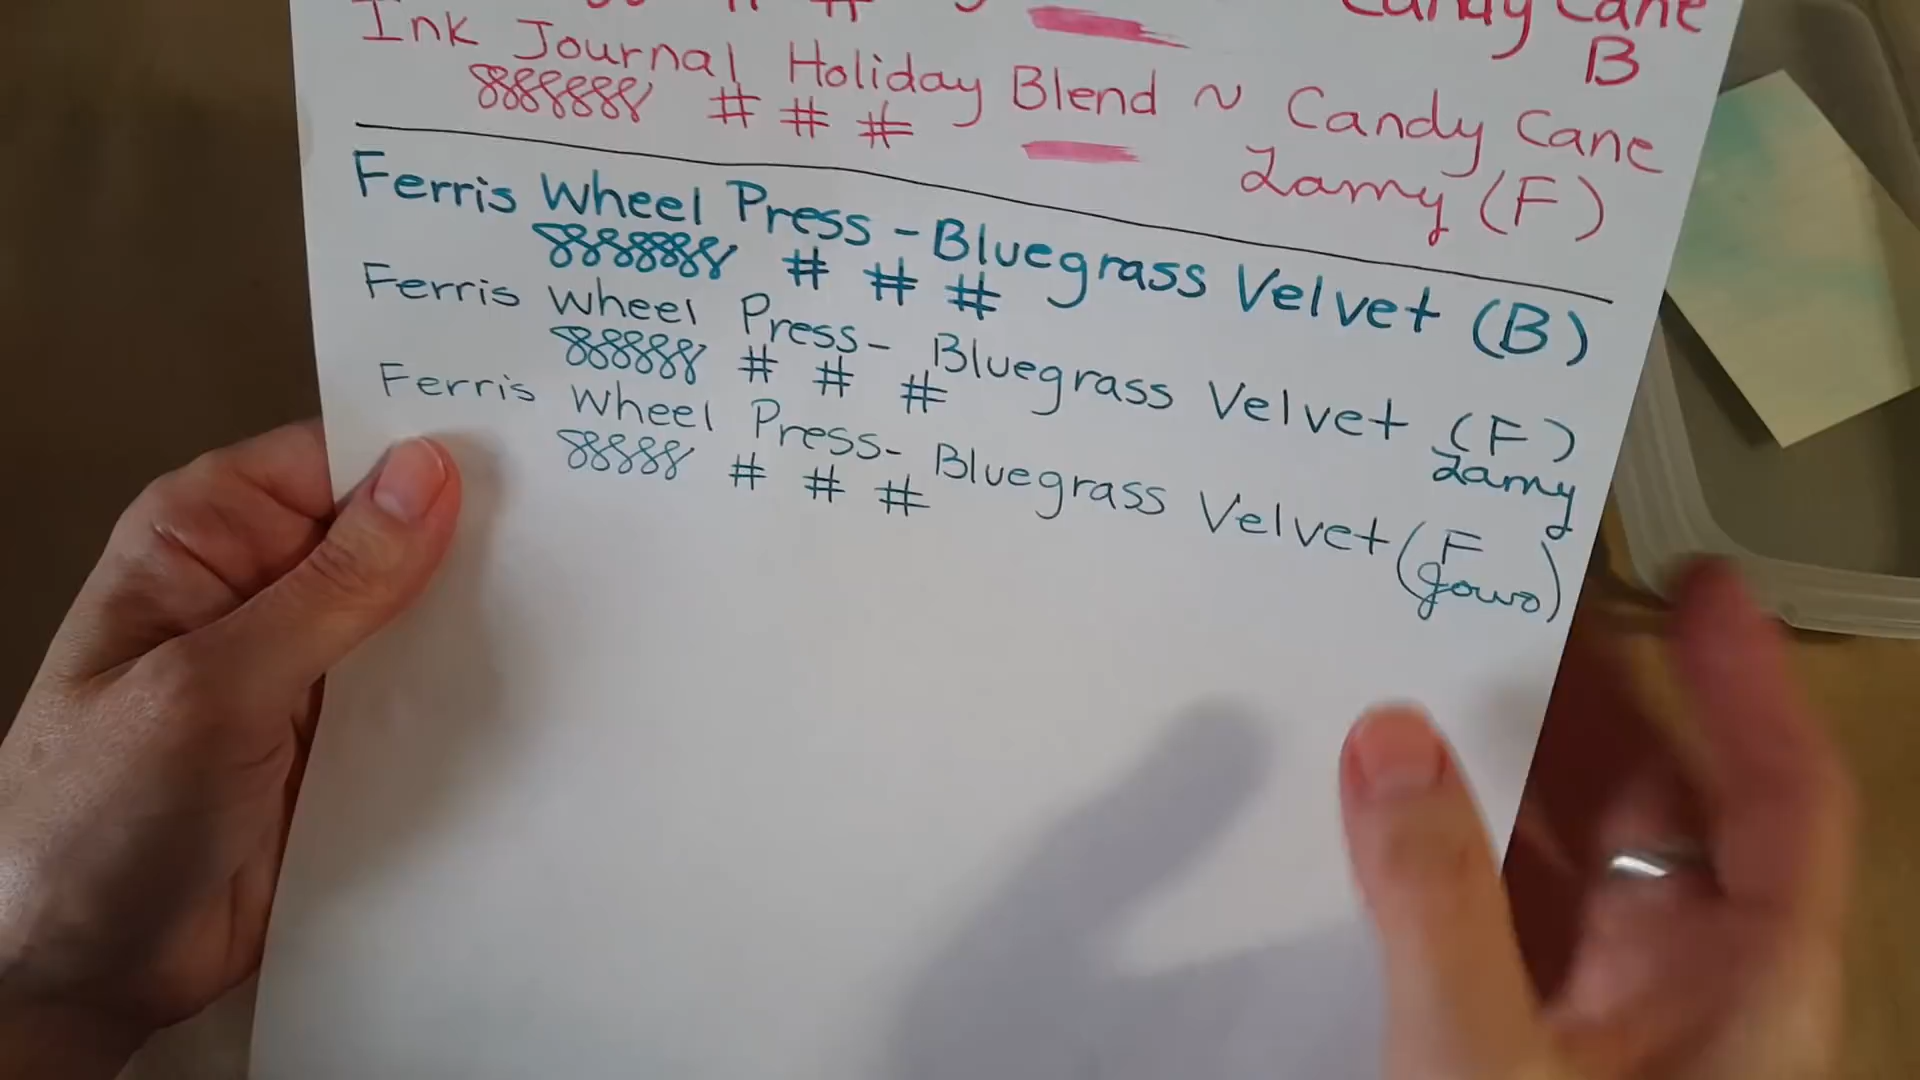 Candy Cane
B
Ink Journal Holiday Blend ~ Candy Cane
8888888 # # # Lamy (F)
Ferris Wheel Press - Bluegrass Velvet (B)
8888888 # # #
Ferris Wheel Press - Bluegrass Velvet (F)
888888 # # # Lamy
Ferris Wheel Press - Bluegrass Velvet (F
88888 # # # Jowo)